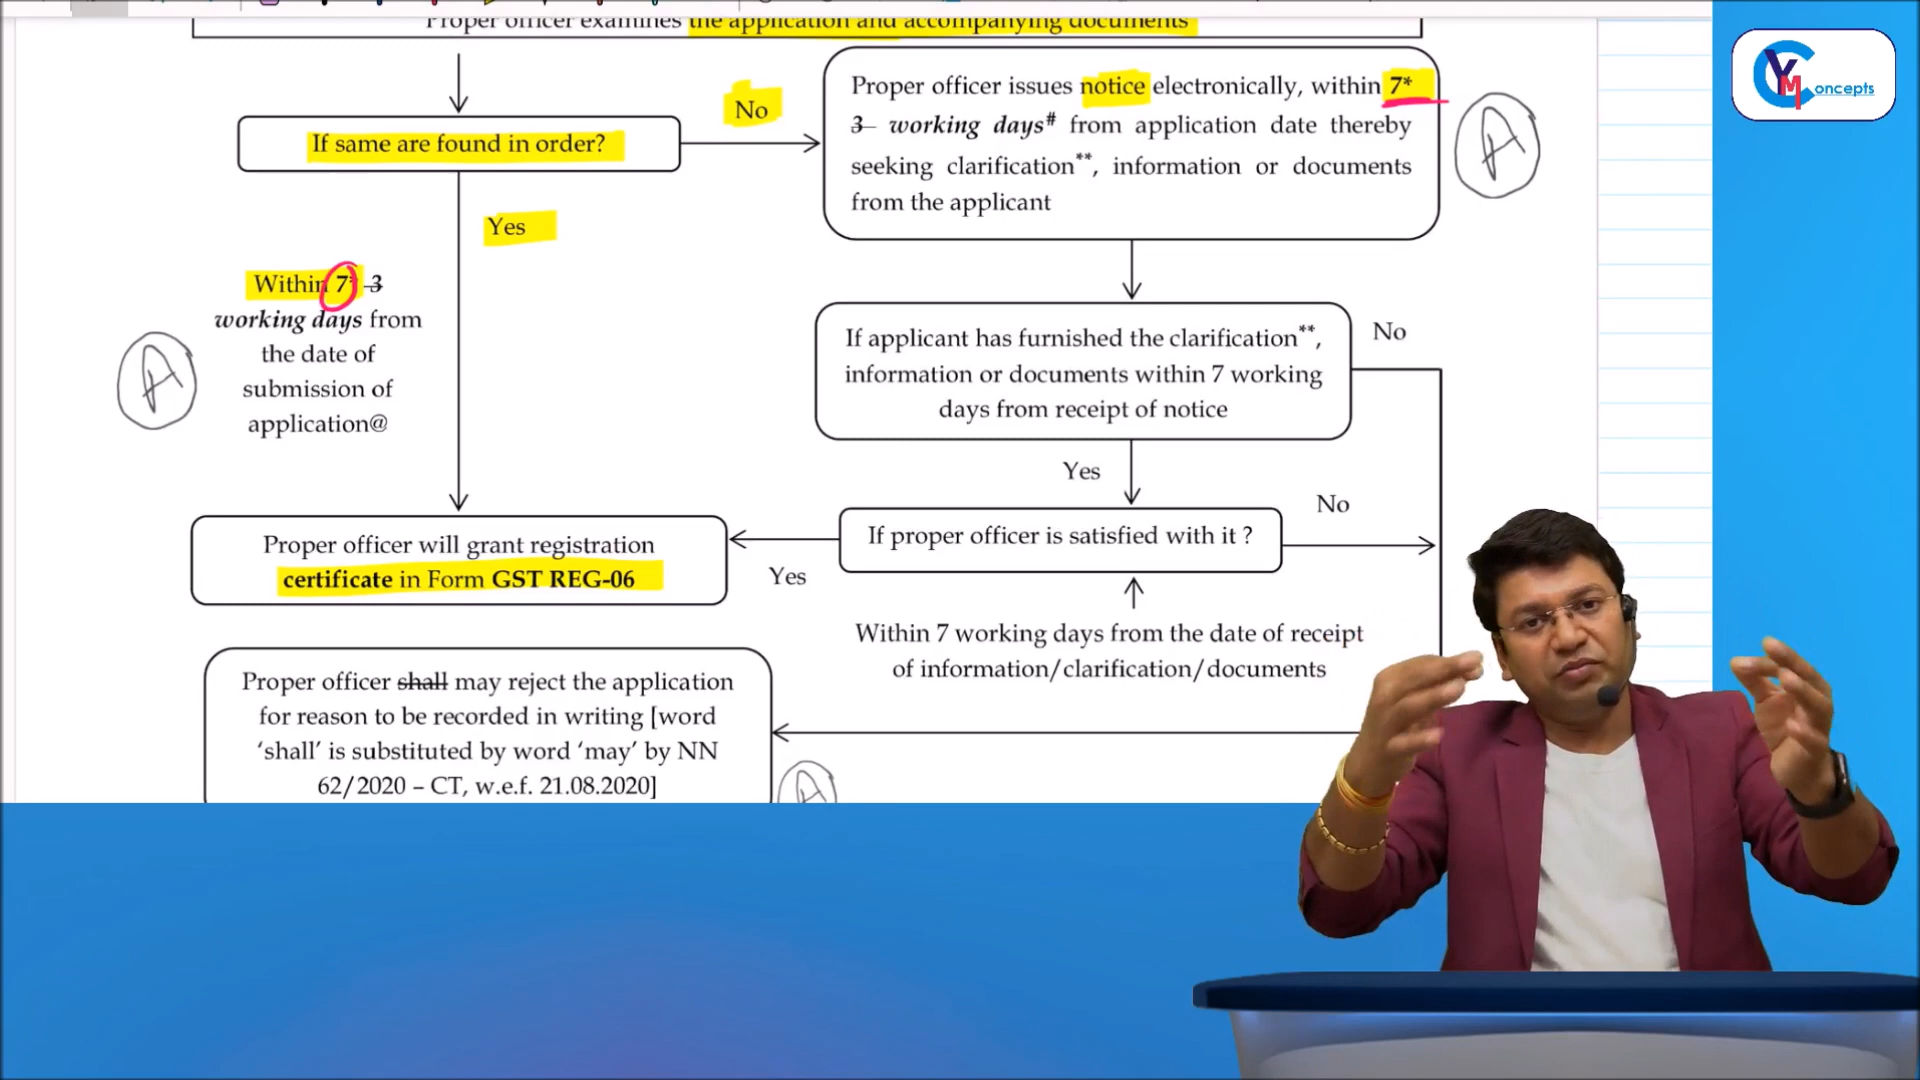 Proper officer examines the application and accompanying documents
Proper officer issues notice electronically, within 7*
3 working days# from application date thereby
seeking clarification**, information or documents
from the applicant
A
No
If same are found in order?
Yes
Within 7* 3
working days from
the date of
submission of
application@
A
If applicant has furnished the clarification**,
information or documents within 7 working
days from receipt of notice
No
Yes
If proper officer is satisfied with it ?
No
Yes
Proper officer will grant registration
certificate in Form GST REG-06
Within 7 working days from the date of receipt
of information/clarification/documents
Proper officer shall may reject the application
for reason to be recorded in writing [word
‘shall’ is substituted by word ‘may’ by NN
62/2020 – CT, w.e.f. 21.08.2020]
A
CYM
oncepts